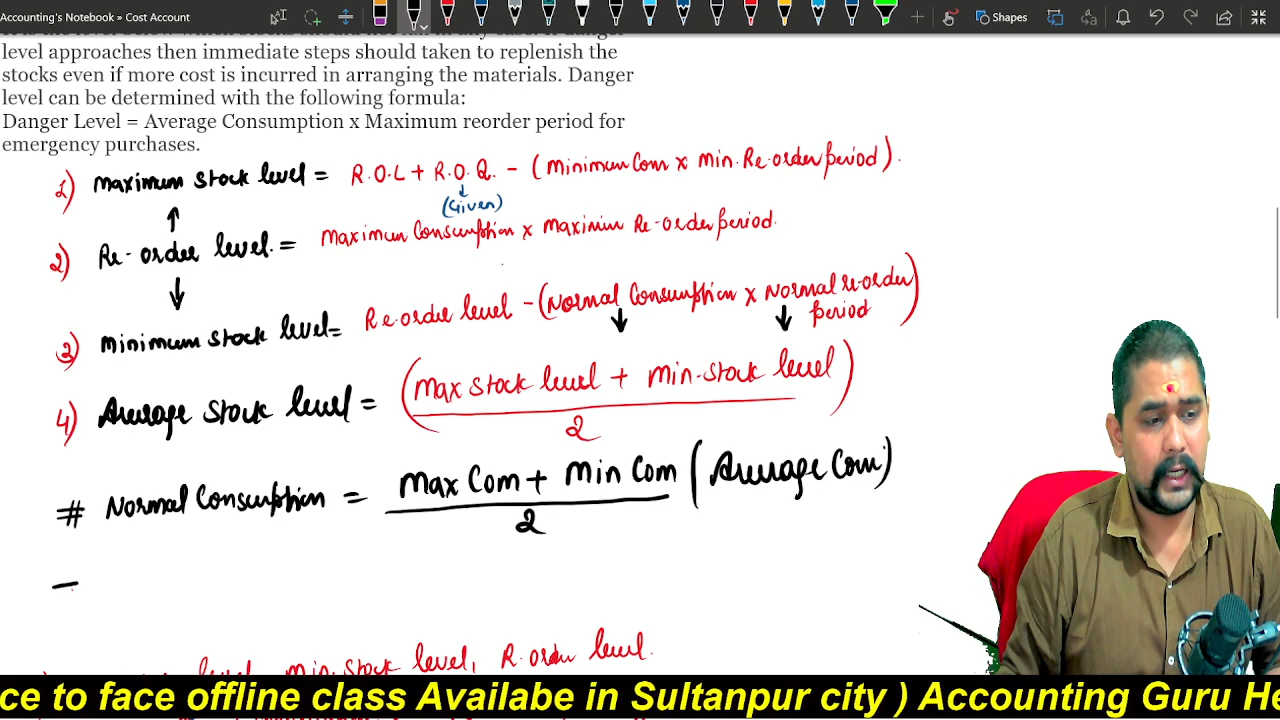 Accounting's Notebook » Cost Account
Shapes
level approaches then immediate steps should taken to replenish the
stocks even if more cost is incurred in arranging the materials. Danger
level can be determined with the following formula:
Danger Level = Average Consumption x Maximum reorder period for
emergency purchases.
1) Maximum stock level = R.O.L + R.O.Q. - (Minimum Com x Min. Re-order period).
(Given)
2) Re-order level. = Maximum Consumption x Maximum Re-order period.
3) Minimum stock level = Re-order level - (Normal Consumption x Normal re-order
period)
4) Average stock level = (Max stock level + Min-stock level)
2
# Normal Consumption = Max Com + Min Com (Average Com)
2
level, min-stock level, R-order level.
ce to face offline class Availabe in Sultanpur city ) Accounting Guru He